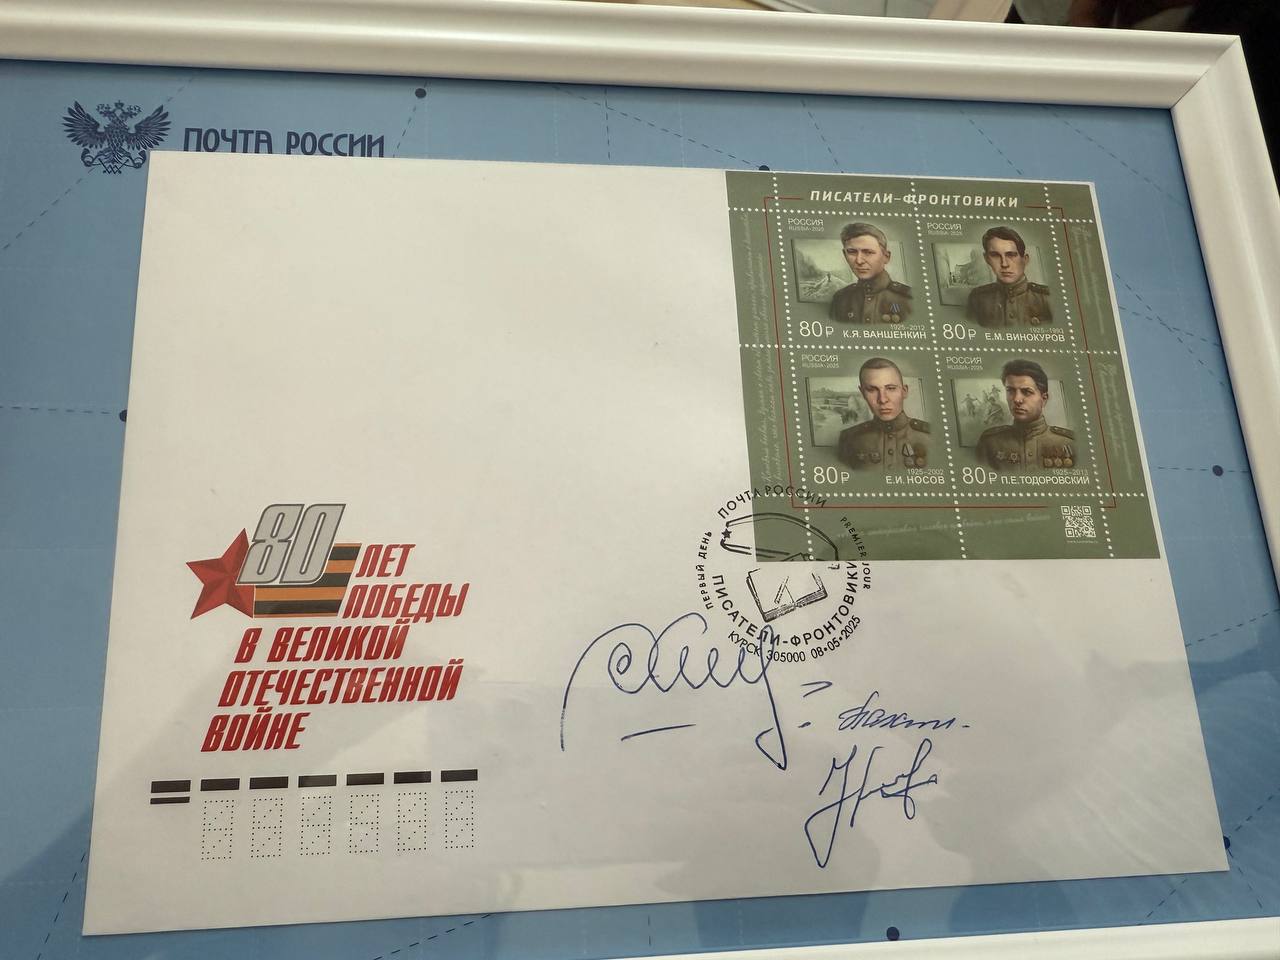 ПОЧТА РОССИИ
ПИСАТЕЛИ-ФРОНТОВИКИ
РОССИЯ
RUSSIA·2025
80₽
1925–2012
К.Я. ВАНШЕНКИН
РОССИЯ
RUSSIA·2025
80₽
1925–1993
Е.М. ВИНОКУРОВ
РОССИЯ
RUSSIA·2025
80₽
1925–2002
Е.И. НОСОВ
РОССИЯ
RUSSIA·2025
80₽
1925–2013
П.Е. ТОДОРОВСКИЙ
ПОЧТА РОССИИ
ПЕРВЫЙ ДЕНЬ
PREMIER JOUR
ПИСАТЕЛИ-ФРОНТОВИКИ
КУРСК 305000 08•05•2025
80 ЛЕТ
ПОБЕДЫ
В ВЕЛИКОЙ
ОТЕЧЕСТВЕННОЙ
ВОЙНЕ